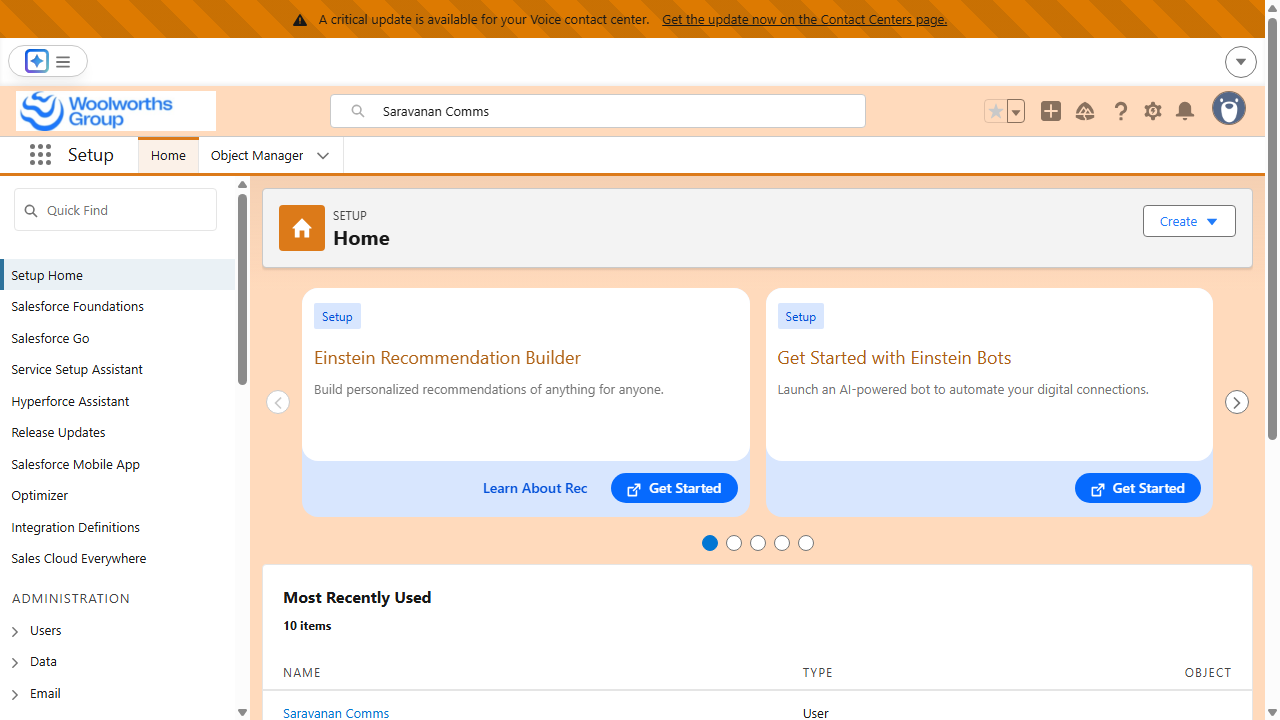 A critical update is available for your Voice contact center. Get the update now on the Contact Centers page.
Woolworths
Group
Saravanan Comms
Setup
Home
Object Manager
Quick Find
Setup Home
Salesforce Foundations
Salesforce Go
Service Setup Assistant
Hyperforce Assistant
Release Updates
Salesforce Mobile App
Optimizer
Integration Definitions
Sales Cloud Everywhere
ADMINISTRATION
Users
Data
Email
SETUP
Home
Create
Setup
Einstein Recommendation Builder
Build personalized recommendations of anything for anyone.
Learn About Rec
Get Started
Setup
Get Started with Einstein Bots
Launch an AI-powered bot to automate your digital connections.
Get Started
Most Recently Used
10 items
NAME TYPE OBJECT
Saravanan Comms User